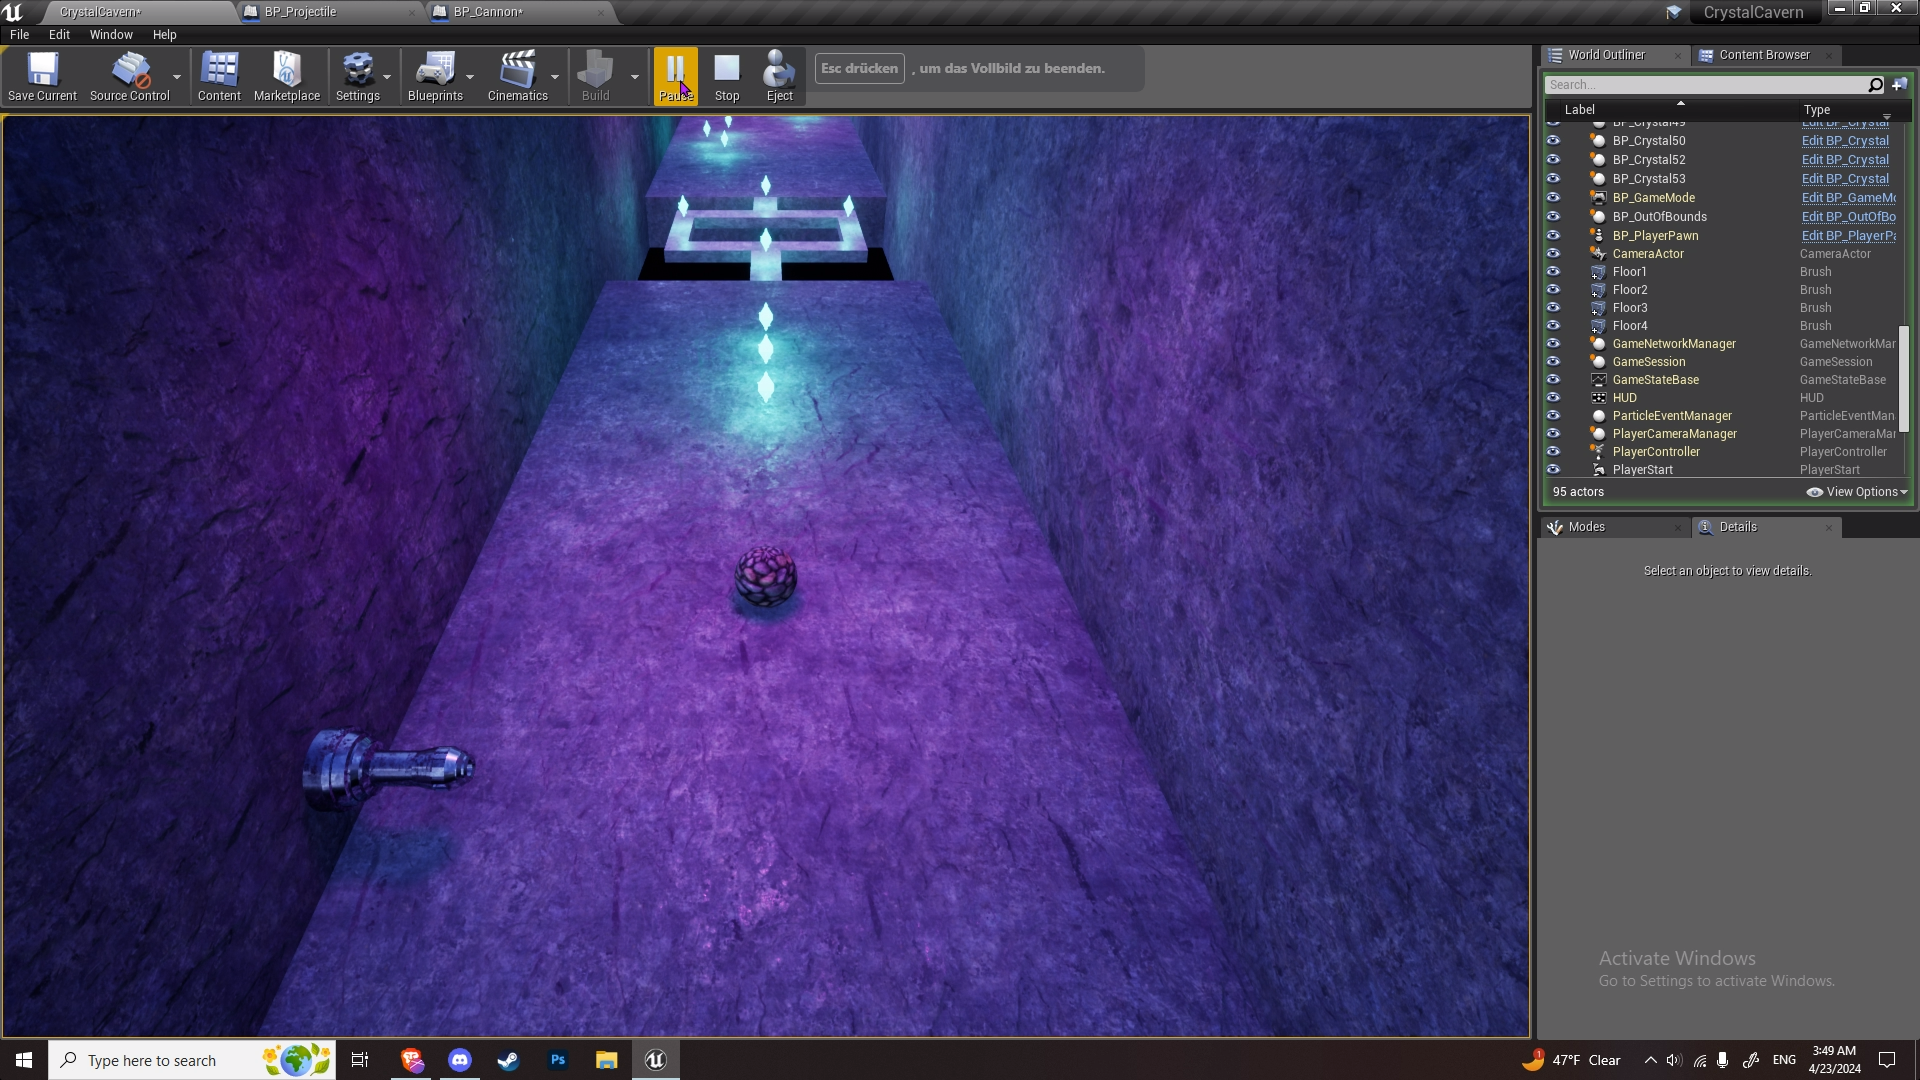 CrystalCavern*
BP_Projectile
BP_Cannon*
CrystalCavern
File
Edit
Window
Help
Save Current
Source Control
Content
Marketplace
Settings
Blueprints
Cinematics
Build
Pause
Stop
Eject
Esc drücken , um das Vollbild zu beenden.
World Outliner
Content Browser
Search...
Label
Type
BP_Crystal49
Edit BP_Crystal
BP_Crystal50
Edit BP_Crystal
BP_Crystal52
Edit BP_Crystal
BP_Crystal53
Edit BP_Crystal
BP_GameMode
Edit BP_GameMo
BP_OutOfBounds
Edit BP_OutOfBo
BP_PlayerPawn
Edit BP_PlayerPa
CameraActor
CameraActor
Floor1
Brush
Floor2
Brush
Floor3
Brush
Floor4
Brush
GameNetworkManager
GameNetworkMar
GameSession
GameSession
GameStateBase
GameStateBase
HUD
HUD
ParticleEventManager
ParticleEventMan
PlayerCameraManager
PlayerCameraMar
PlayerController
PlayerController
PlayerStart
PlayerStart
95 actors
View Options
Modes
Details
Select an object to view details.
Activate Windows
Go to Settings to activate Windows.
Type here to search
Ps
1
47°F Clear
ENG
3:49 AM
4/23/2024